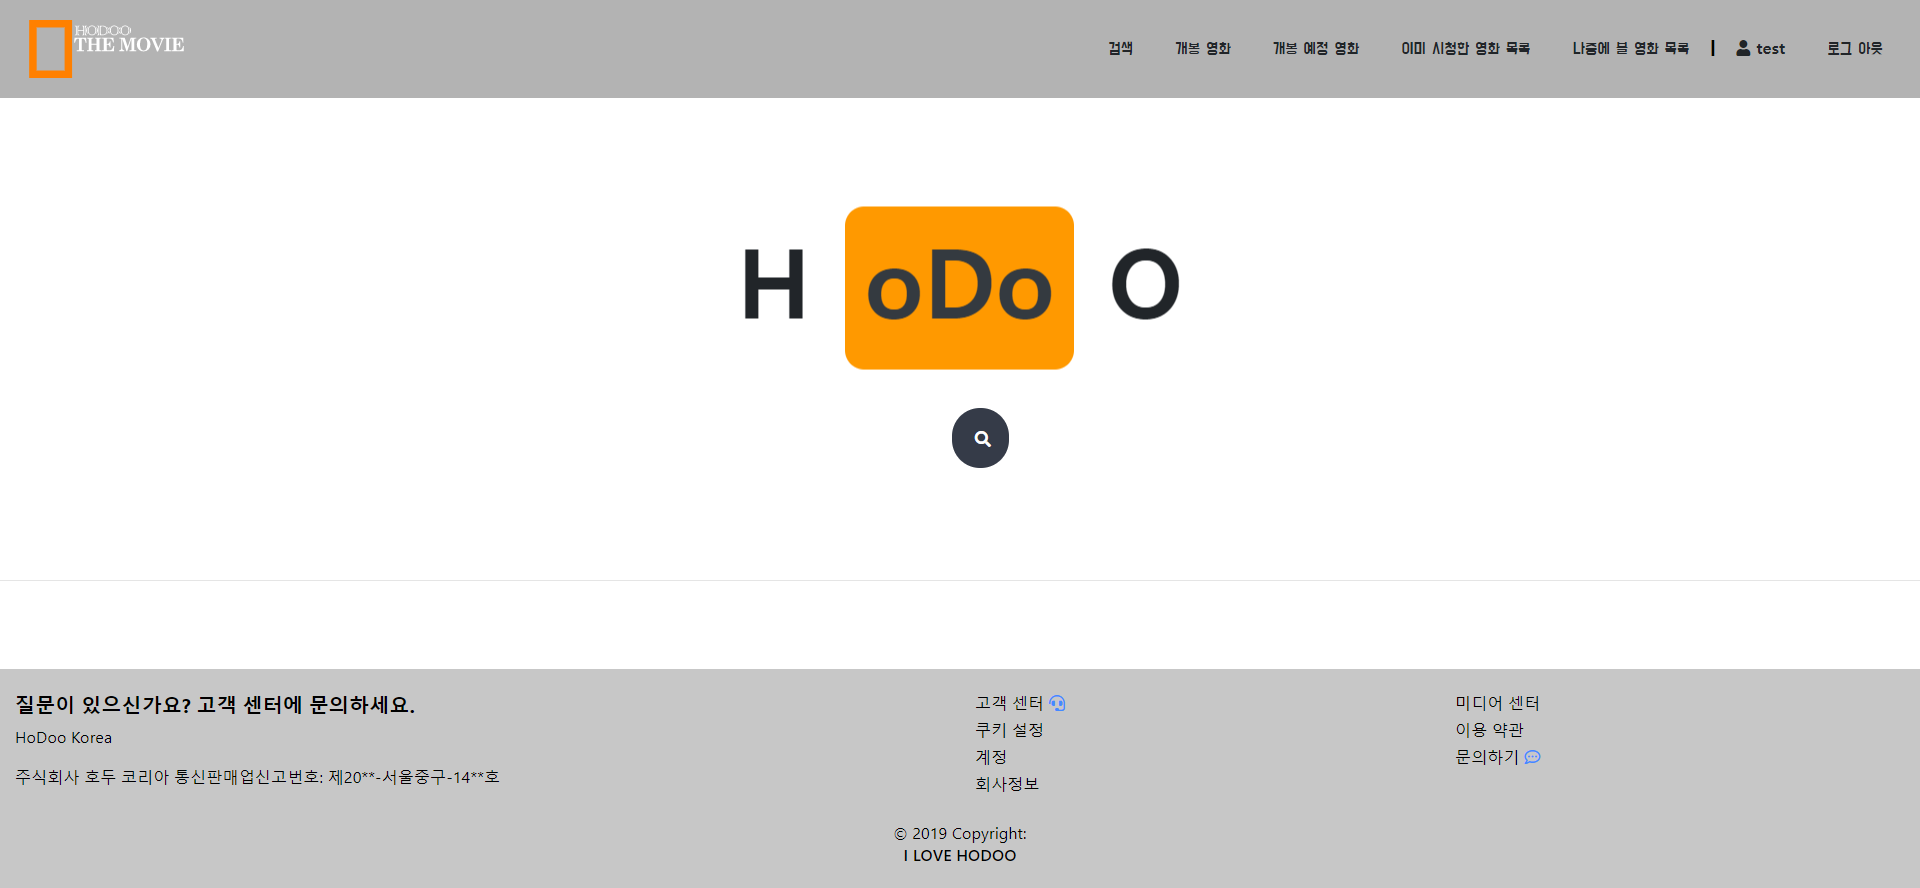 HODOO
THE MOVIE
검색
개봉 영화
개봉 예정 영화
이미 시청한 영화 목록
나중에 볼 영화 목록
test
로그 아웃
H oDo O
질문이 있으신가요? 고객 센터에 문의하세요.
HoDoo Korea
주식회사 호두 코리아 통신판매업신고번호: 제20**-서울중구-14**호
고객 센터
쿠키 설정
계정
회사정보
미디어 센터
이용 약관
문의하기
© 2019 Copyright:
I LOVE HODOO